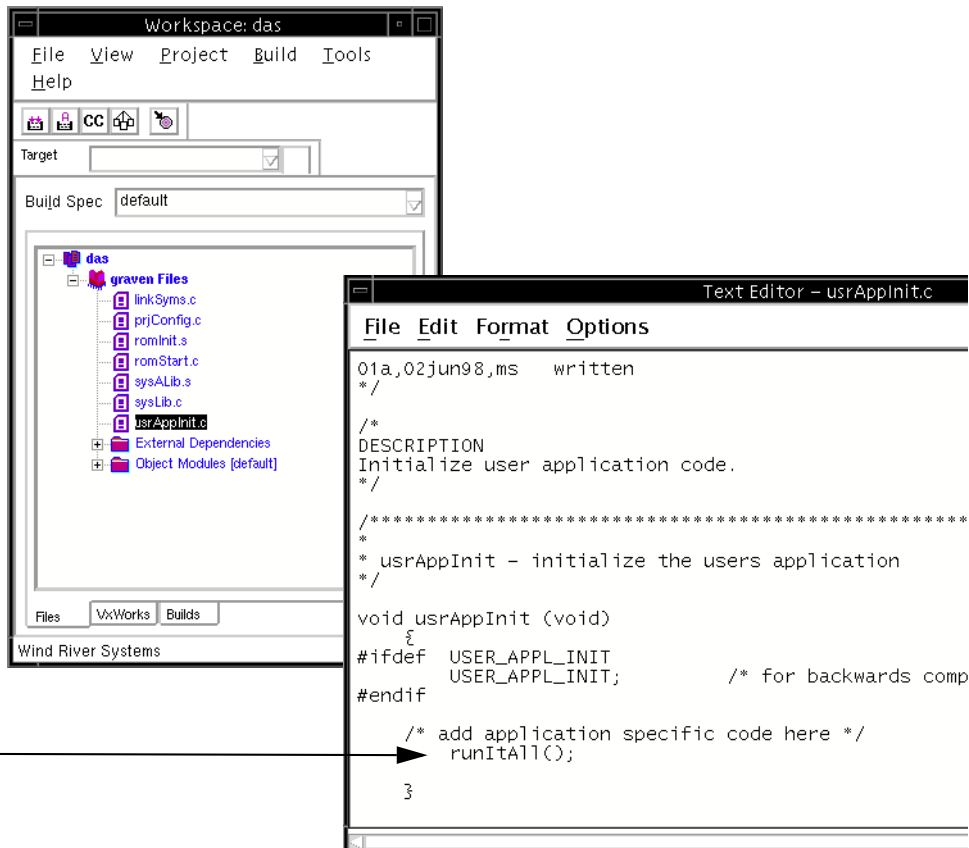 Workspace: das
File View Project Build Tools
Help
CC
Target
Build Spec default
das
graven Files
linkSyms.c
prjConfig.c
romInit.s
romStart.c
sysALib.s
sysLib.c
usrAppInit.c
External Dependencies
Object Modules [default]
Files VxWorks Builds
Wind River Systems
Text Editor – usrAppInit.c
File Edit Format Options
01a,02jun98,ms written
*/
/*
DESCRIPTION
Initialize user application code.
*/
/*****************************************************
*
* usrAppInit – initialize the users application
*/
void usrAppInit (void)
{
#ifdef USER_APPL_INIT
USER_APPL_INIT; /* for backwards comp
#endif
/* add application specific code here */
runItAll();
}